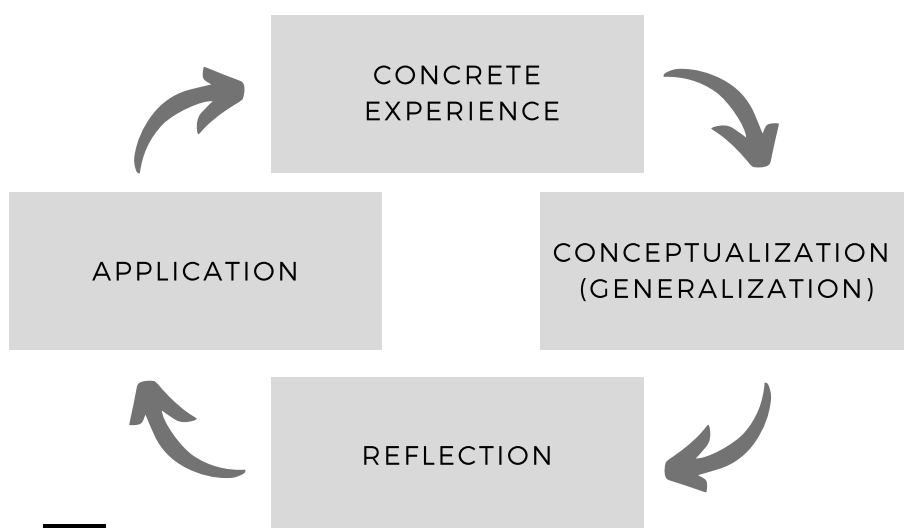 CONCRETE
EXPERIENCE
CONCEPTUALIZATION
(GENERALIZATION)
APPLICATION
REFLECTION